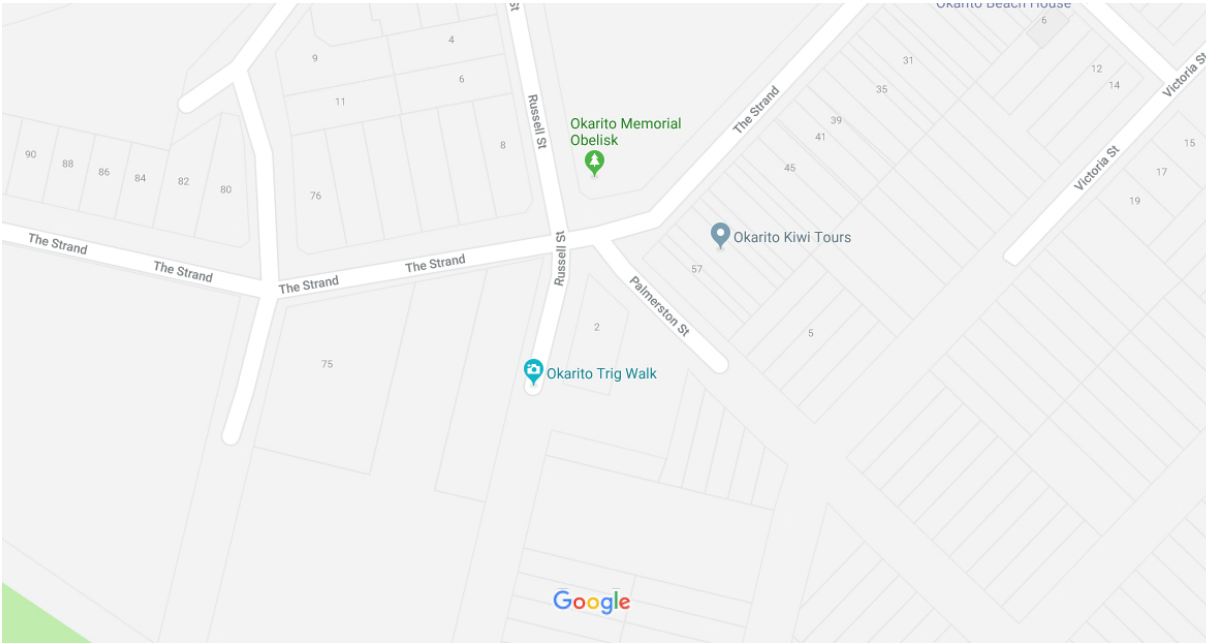 St
Okarito Beach House
6
4
9
31
12
Victoria St
6
35
14
11
Russell St
The Strand
Okarito Memorial
Obelisk
39
41
15
8
90
88
86
84
82
80
76
45
Victoria St
17
19
The Strand
The Strand
The Strand
The Strand
Russell St
Okarito Kiwi Tours
57
Palmerston St
2
5
75
Okarito Trig Walk
Google